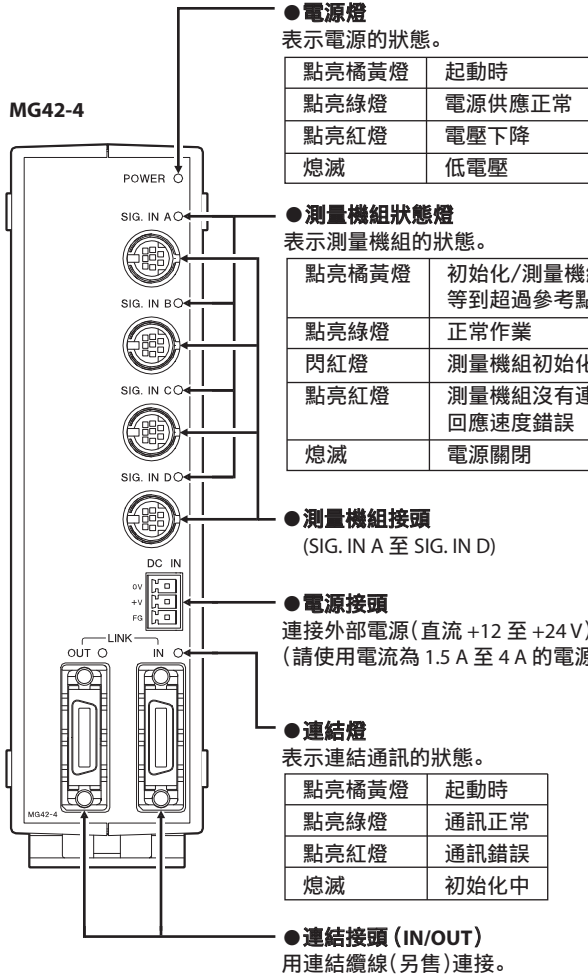 ●電源燈
表示電源的狀態。
點亮橘黃燈 起動時
點亮綠燈 電源供應正常
點亮紅燈 電壓下降
熄滅 低電壓
MG42-4
POWER
SIG. IN A
SIG. IN B
SIG. IN C
SIG. IN D
DC IN
0V
+V
FG
LINK
OUT
IN
MG42-4
●測量機組狀態燈
表示測量機組的狀態。
點亮橘黃燈 初始化/測量機
等到超過參考點
點亮綠燈 正常作業
閃紅燈 測量機組初始化
點亮紅燈 測量機組沒有
回應速度錯誤
熄滅 電源關閉
●測量機組接頭
(SIG. IN A 至 SIG. IN D)
●電源接頭
連接外部電源(直流 +12 至 +24 V)
(請使用電流為 1.5 A 至 4 A 的電源
●連結燈
表示連結通訊的狀態。
點亮橘黃燈 起動時
點亮綠燈 通訊正常
點亮紅燈 通訊錯誤
熄滅 初始化中
●連結接頭 (IN/OUT)
用連結纜線(另售)連接。